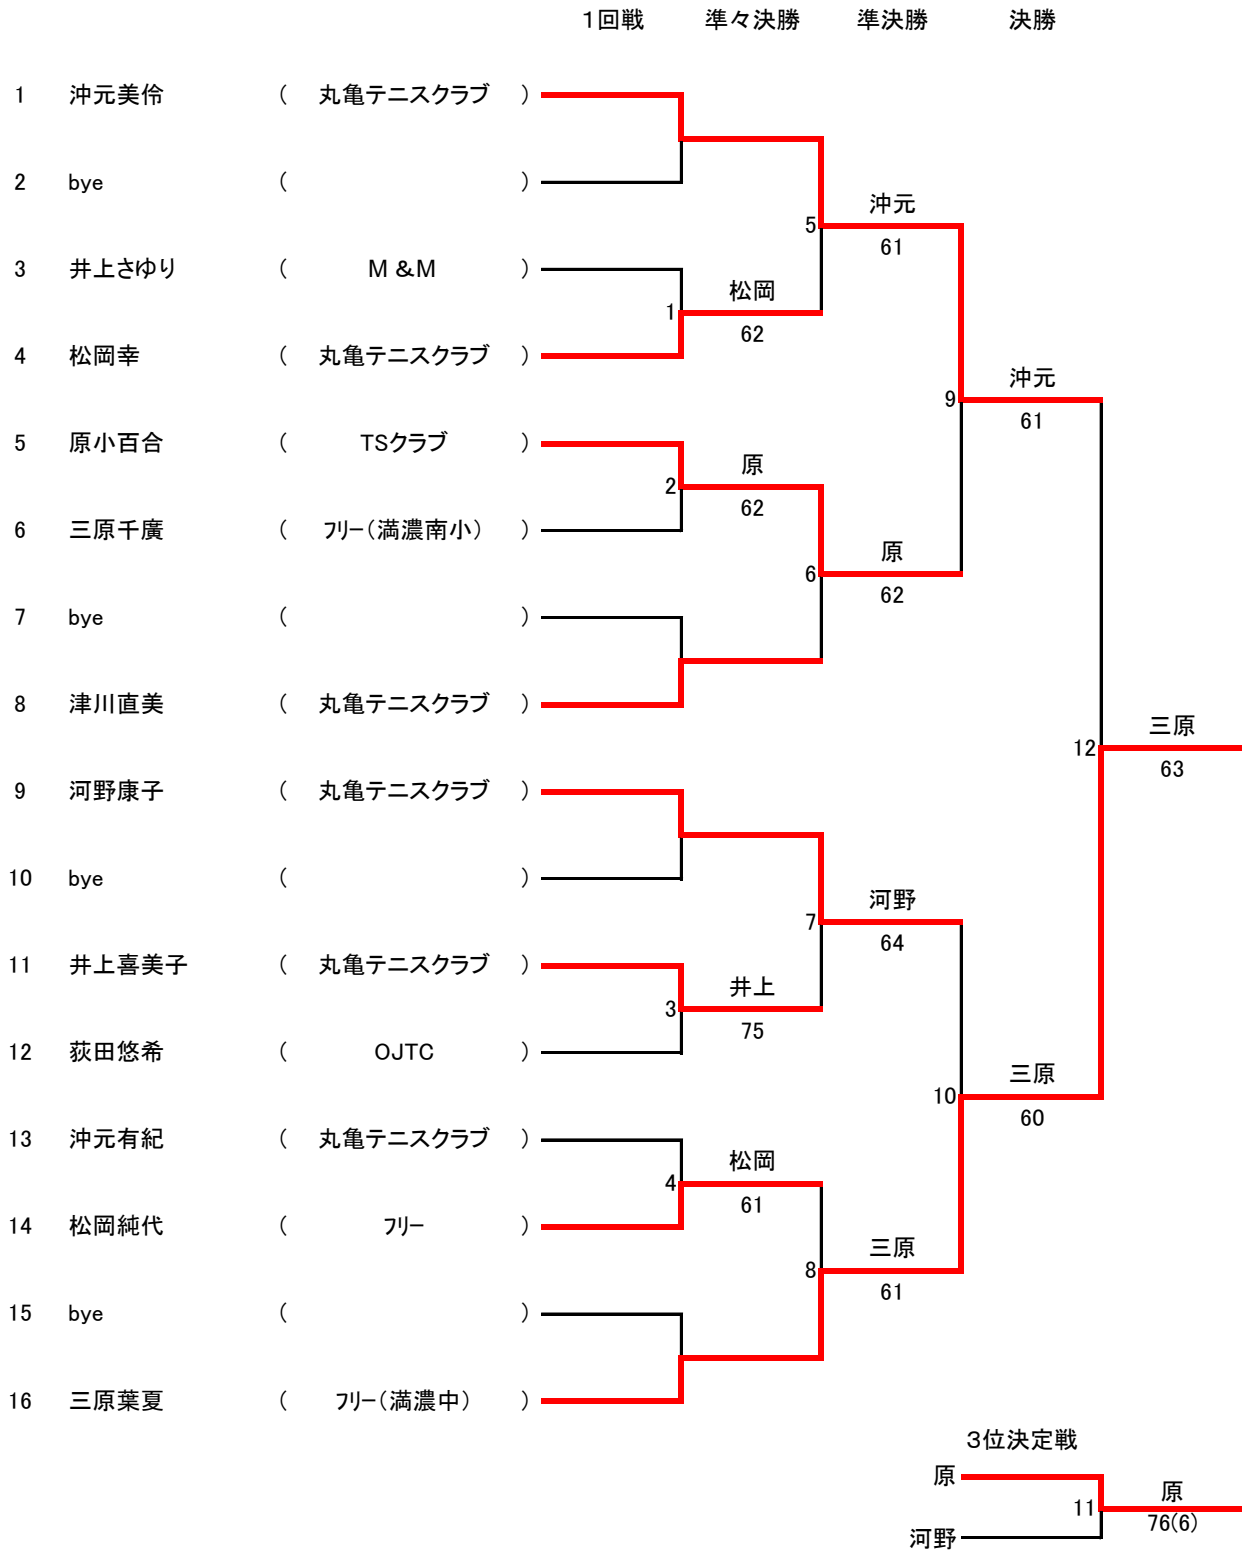 1回戦 準々決勝 準決勝 決勝
1 沖元美伶 ( 丸亀テニスクラブ )
2 bye ( )
5 沖元
61
3 井上さゆり ( M &M )
1 松岡
62
4 松岡幸 ( 丸亀テニスクラブ )
9 沖元
61
5 原小百合 ( TSクラブ )
2 原
62
6 三原千廣 ( フリー(満濃南小) )
6 原
62
7 bye ( )
8 津川直美 ( 丸亀テニスクラブ )
12 三原
63
9 河野康子 ( 丸亀テニスクラブ )
10 bye ( )
7 河野
64
11 井上喜美子 ( 丸亀テニスクラブ )
3 井上
75
12 荻田悠希 ( OJTC )
10 三原
60
13 沖元有紀 ( 丸亀テニスクラブ )
4 松岡
61
14 松岡純代 ( フリー )
8 三原
61
15 bye ( )
16 三原葉夏 ( フリー(満濃中) )
3位決定戦
原
11 原
76(6)
河野